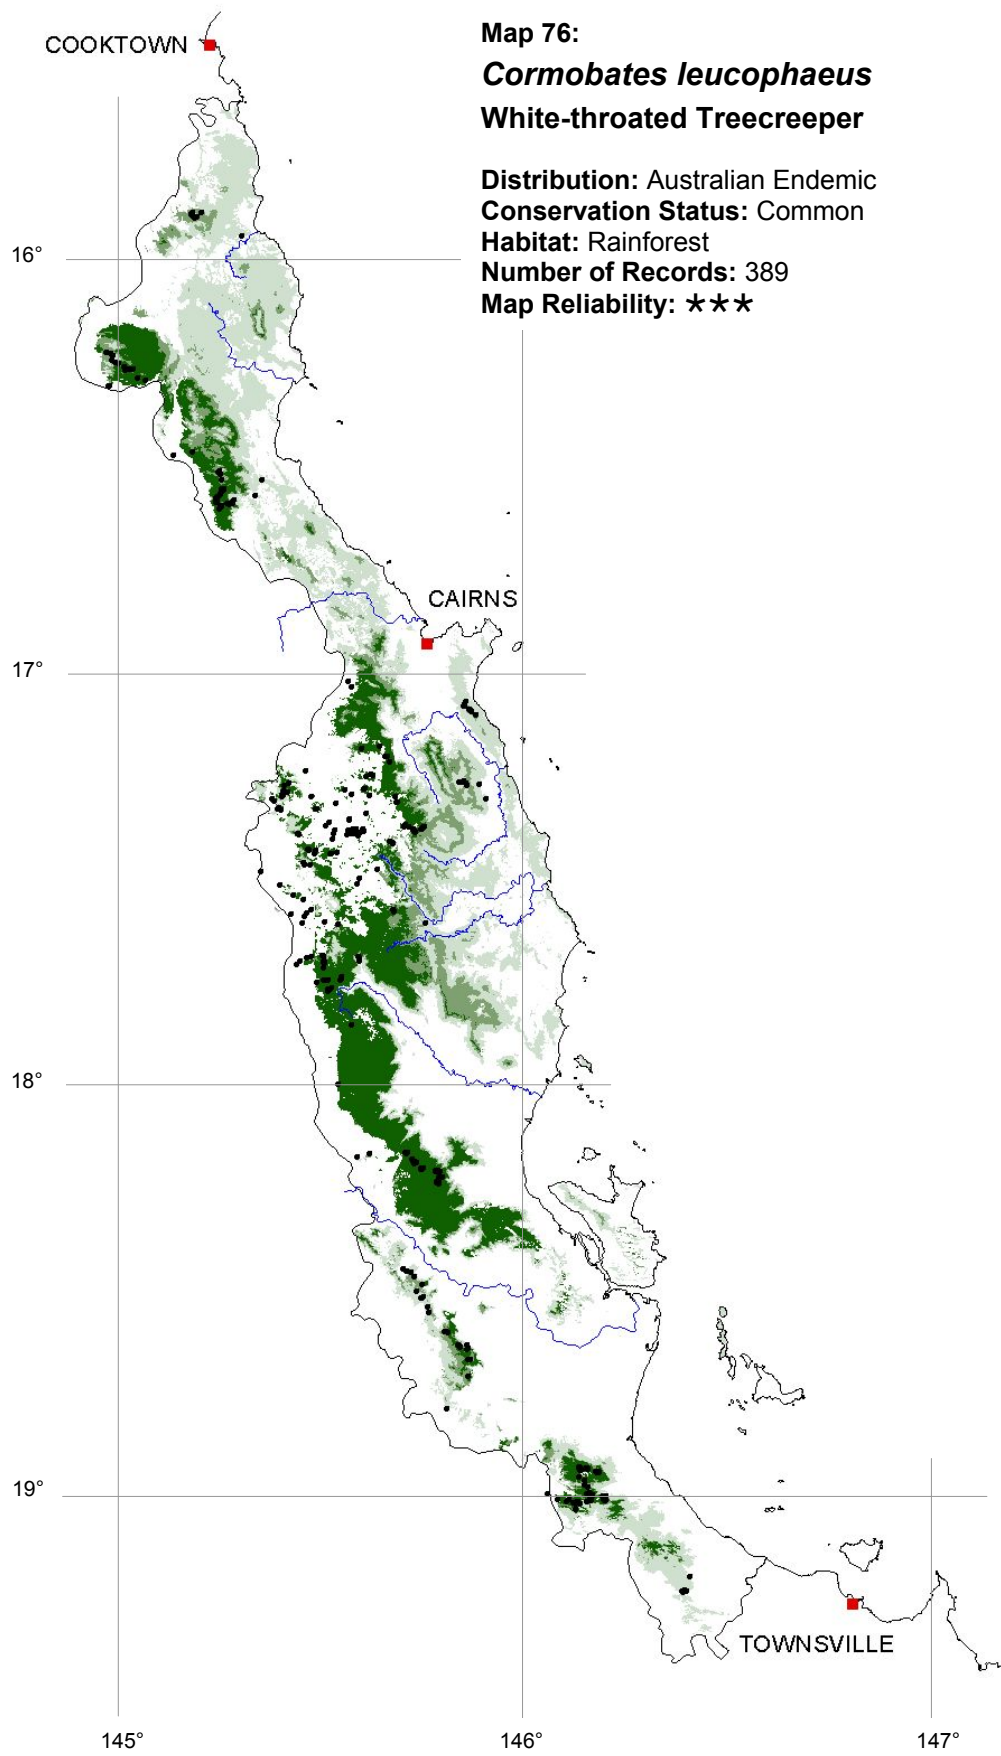 COOKTOWN
Map 76:
Cormobates leucophaeus
White-throated Treecreeper
Distribution: Australian Endemic
Conservation Status: Common
Habitat: Rainforest
Number of Records: 389
Map Reliability: ***
16°
CAIRNS
17°
18°
19°
TOWNSVILLE
145° 146° 147°